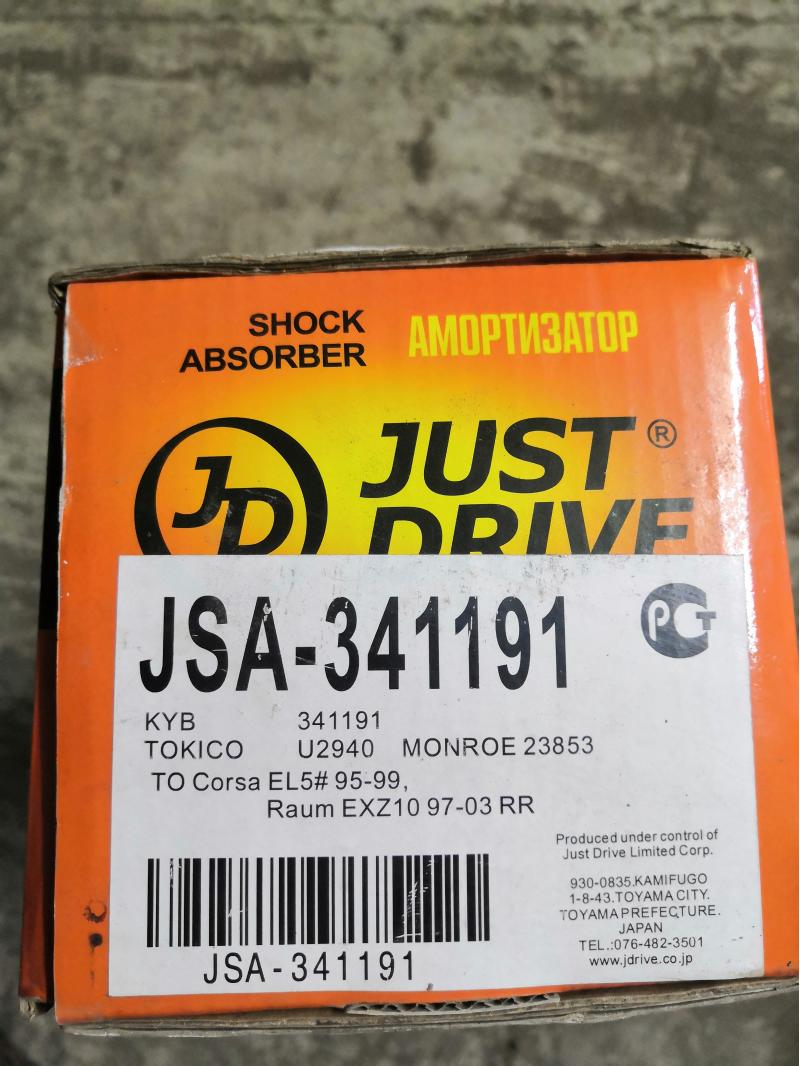 SHOCK
ABSORBER
АМОРТИЗАТОР
JD
JUST ®
DRIVE
JSA-341191
РСТ
KYB 341191
TOKICO U2940 MONROE 23853
TO Corsa EL5# 95-99,
Raum EXZ10 97-03 RR
Produced under control of
Just Drive Limited Corp.
930-0835.KAMIFUGO
1-8-43.TOYAMA CITY.
TOYAMA PREFECTURE.
JAPAN
TEL.:076-482-3501
www.jdrive.co.jp
JSA-341191